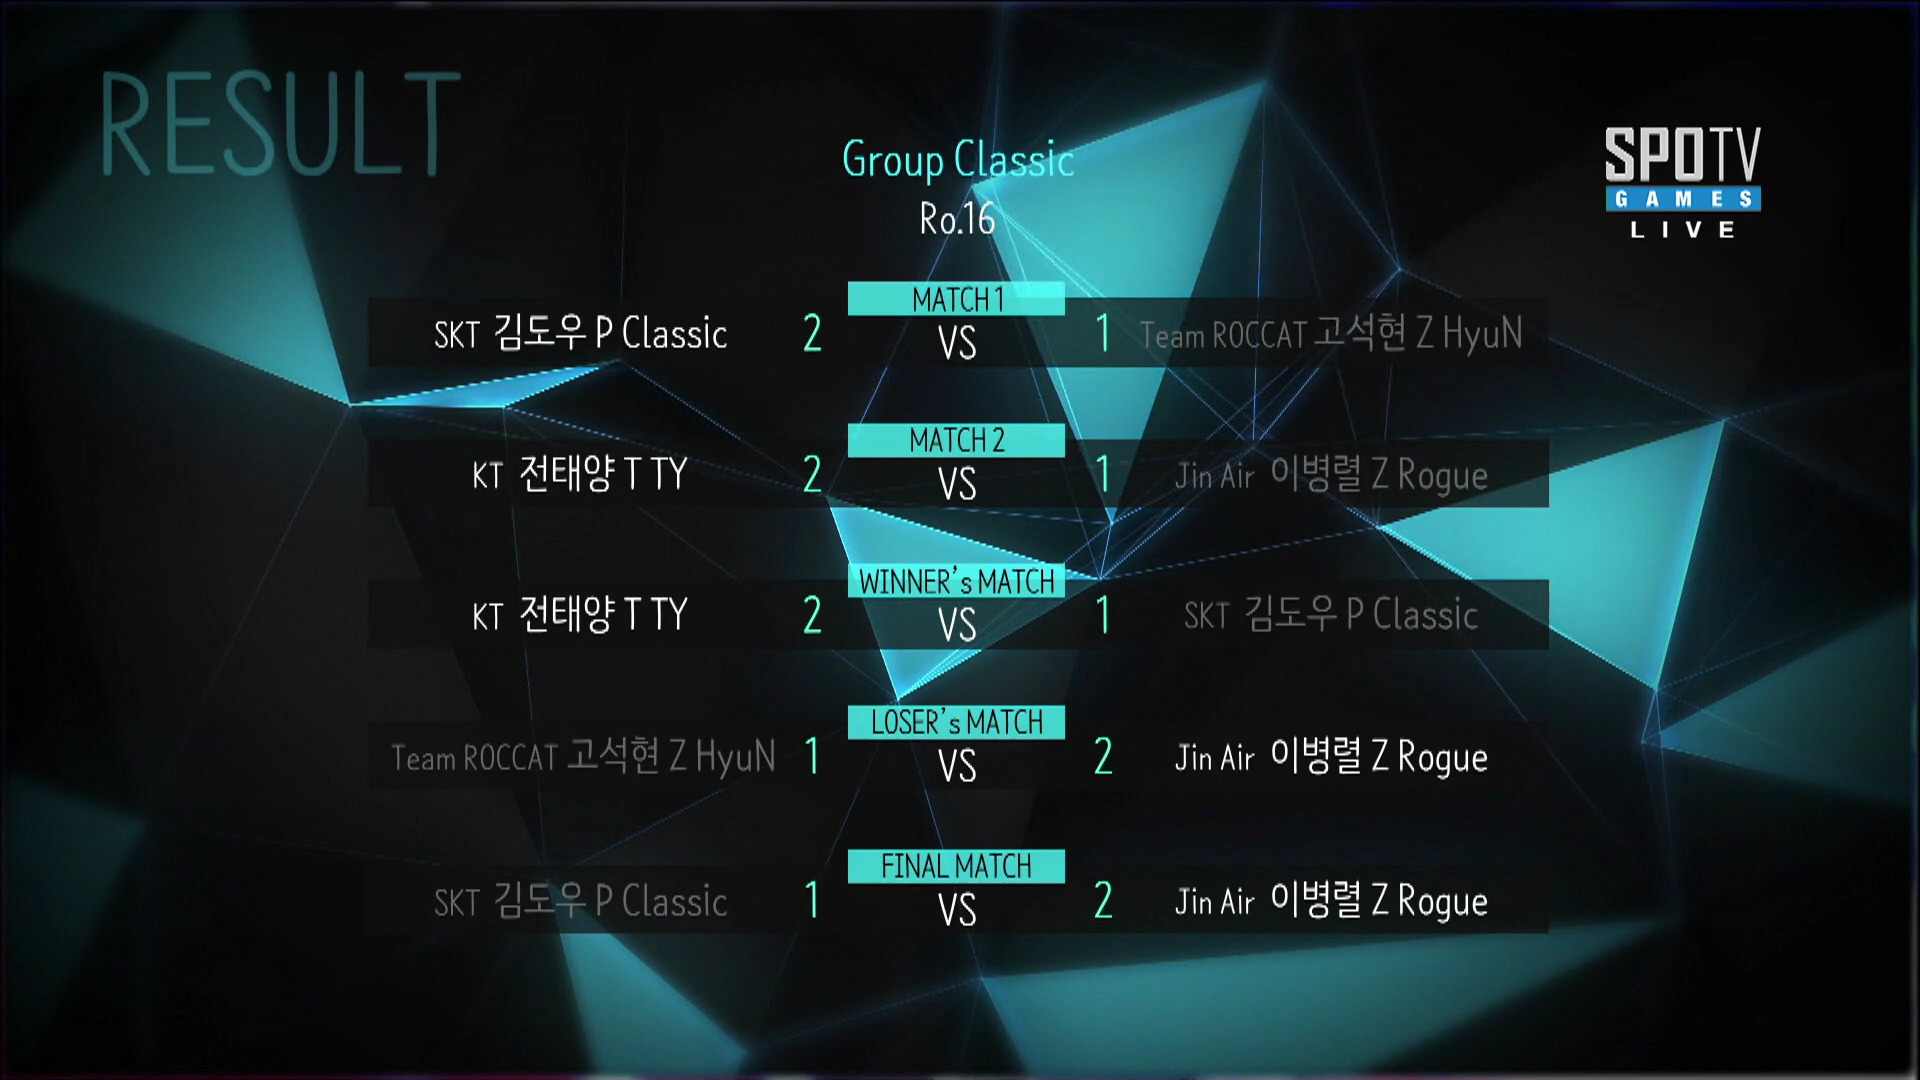 RESULT
SPOTV
GAMES
LIVE
Group Classic
Ro.16
MATCH 1
SKT 김도우 P Classic 2 VS 1 Team ROCCAT 고석현 Z HyuN
MATCH 2
KT 전태양 T TY 2 VS 1 Jin Air 이병렬 Z Rogue
WINNER's MATCH
KT 전태양 T TY 2 VS 1 SKT 김도우 P Classic
LOSER's MATCH
Team ROCCAT 고석현 Z HyuN 1 VS 2 Jin Air 이병렬 Z Rogue
FINAL MATCH
SKT 김도우 P Classic 1 VS 2 Jin Air 이병렬 Z Rogue